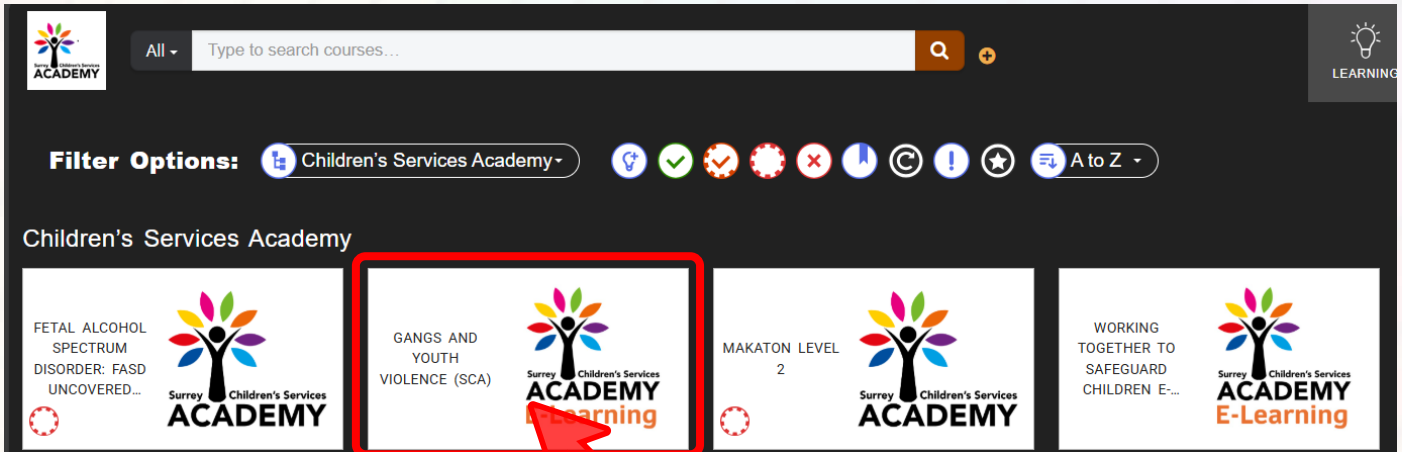 Surrey Children's Services
ACADEMY
All
Type to search courses...
LEARNING
Filter Options:
Children's Services Academy
A to Z
Children's Services Academy
FETAL ALCOHOL
SPECTRUM
DISORDER: FASD
UNCOVERED...
Surrey Children's Services
ACADEMY
GANGS AND
YOUTH
VIOLENCE (SCA)
Surrey Children's Services
ACADEMY
E-Learning
MAKATON LEVEL
2
Surrey Children's Services
ACADEMY
WORKING
TOGETHER TO
SAFEGUARD
CHILDREN E-...
Surrey Children's Services
ACADEMY
E-Learning